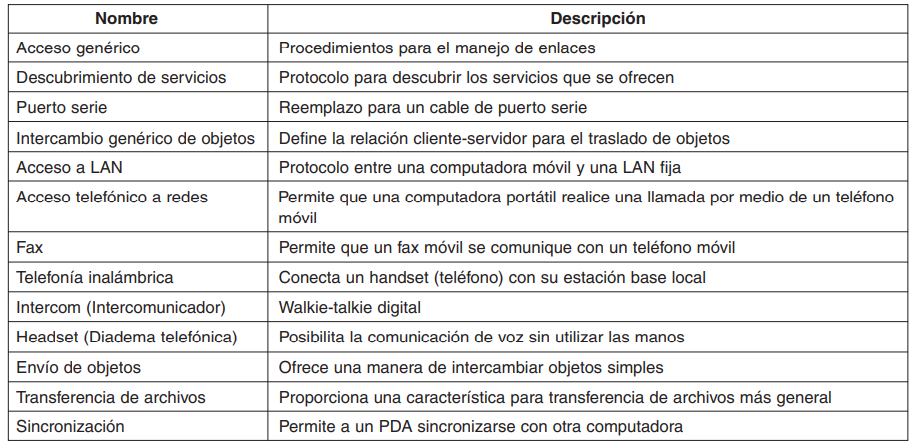 Nombre Descripción
Acceso genérico Procedimientos para el manejo de enlaces
Descubrimiento de servicios Protocolo para descubrir los servicios que se ofrecen
Puerto serie Reemplazo para un cable de puerto serie
Intercambio genérico de objetos Define la relación cliente-servidor para el traslado de objetos
Acceso a LAN Protocolo entre una computadora móvil y una LAN fija
Acceso telefónico a redes Permite que una computadora portátil realice una llamada por medio de un teléfono
móvil
Fax Permite que un fax móvil se comunique con un teléfono móvil
Telefonía inalámbrica Conecta un handset (teléfono) con su estación base local
Intercom (Intercomunicador) Walkie-talkie digital
Headset (Diadema telefónica) Posibilita la comunicación de voz sin utilizar las manos
Envío de objetos Ofrece una manera de intercambiar objetos simples
Transferencia de archivos Proporciona una característica para transferencia de archivos más general
Sincronización Permite a un PDA sincronizarse con otra computadora